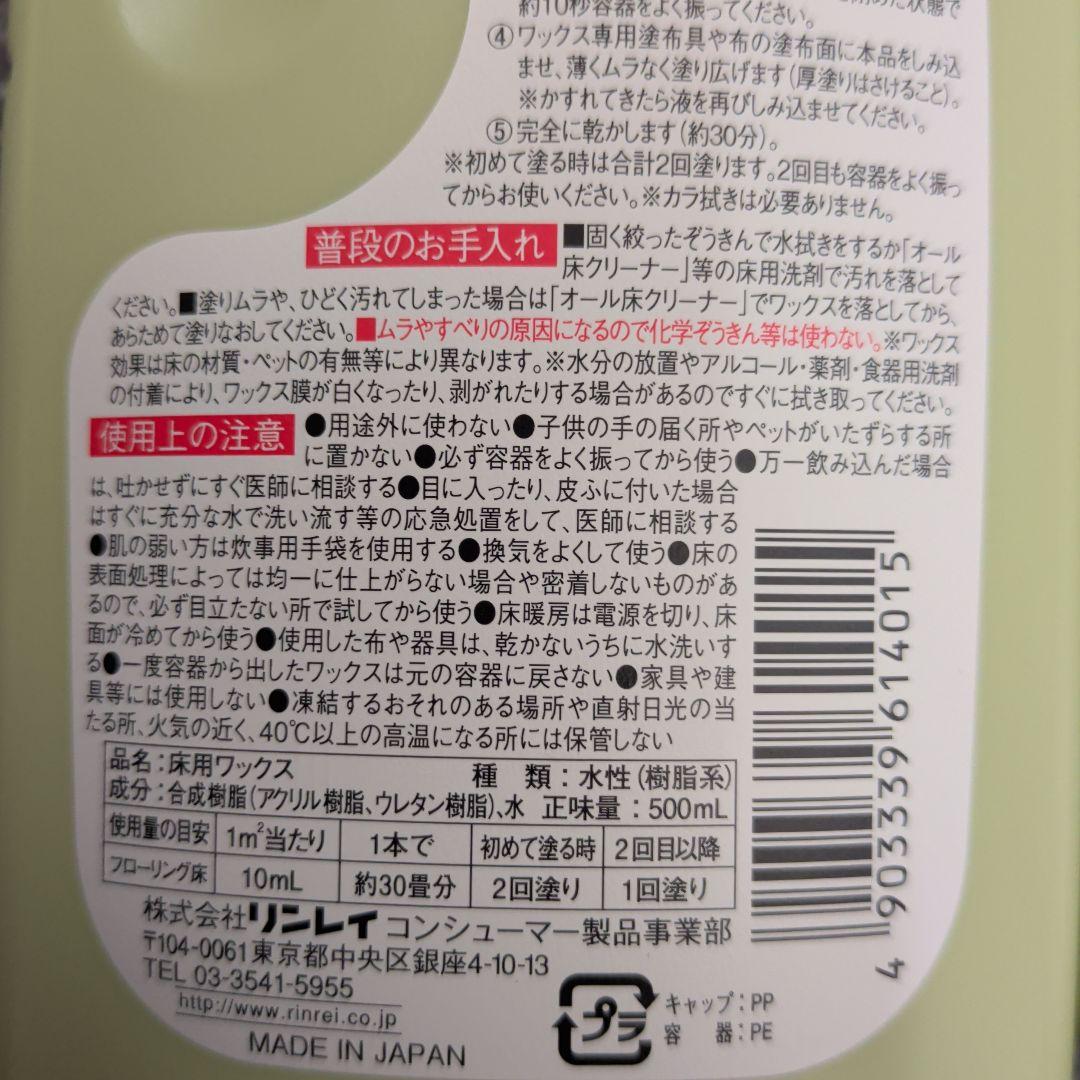 約10秒容器をよく振ってください。
④ワックス専用塗布具や布の塗布面に本品をしみ込
ませ、薄くムラなく塗り広げます(厚塗りはさけること)。
※かすれてきたら液を再びしみ込ませてください。
⑤完全に乾かします(約30分)。
※初めて塗る時は合計2回塗ります。2回目も容器をよく振っ
てからお使いください。※カラ拭きは必要ありません。
普段のお手入れ ■固く絞ったぞうきんで水拭きをするか「オール
床クリーナー」等の床用洗剤で汚れを落として
ください。■塗りムラや、ひどく汚れてしまった場合は「オール床クリーナー」でワックスを落としてから、
あらためて塗りなおしてください。■ムラやすべりの原因になるので化学ぞうきん等は使わない。※ワックス
効果は床の材質・ペットの有無等により異なります。※水分の放置やアルコール・薬剤・食器用洗剤
の付着により、ワックス膜が白くなったり、剥がれたりする場合があるのですぐに拭き取ってください。
使用上の注意 ●用途外に使わない●子供の手の届く所やペットがいたずらする所
に置かない●必ず容器をよく振ってから使う●万一飲み込んだ場合
は、吐かせずにすぐ医師に相談する●目に入ったり、皮ふに付いた場合
はすぐに充分な水で洗い流す等の応急処置をして、医師に相談する
●肌の弱い方は炊事用手袋を使用する●換気をよくして使う●床の
表面処理によっては均一に仕上がらない場合や密着しないものがあ
るので、必ず目立たない所で試してから使う●床暖房は電源を切り、床
面が冷めてから使う●使用した布や器具は、乾かないうちに水洗いす
る●一度容器から出したワックスは元の容器に戻さない●家具や建
具等には使用しない●凍結するおそれのある場所や直射日光の当
たる所、火気の近く、40℃以上の高温になる所には保管しない
品名:床用ワックス 種 類:水性(樹脂系)
成分:合成樹脂(アクリル樹脂、ウレタン樹脂)、水 正味量:500mL
使用量の目安 1m²当たり 1本で 初めて塗る時 2回目以降
フローリング床 10mL 約30畳分 2回塗り 1回塗り
株式会社リンレイ コンシューマー製品事業部
〒104-0061 東京都中央区銀座4-10-13
TEL 03-3541-5955
http://www.rinrei.co.jp
MADE IN JAPAN
プラ
キャップ:PP
容 器:PE
4903339614015